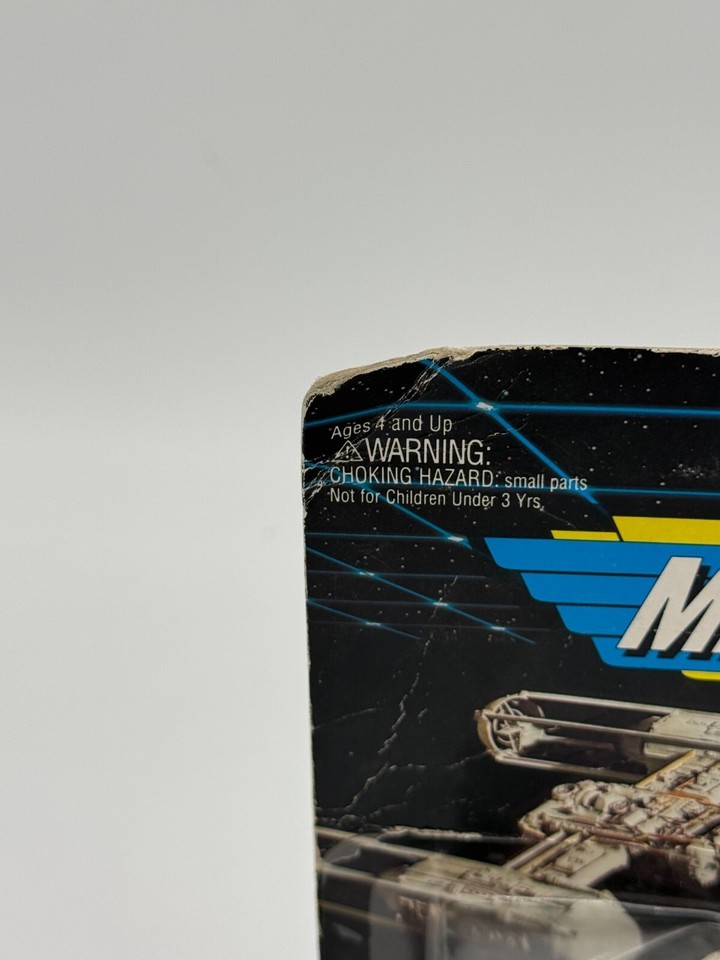 Ages 4 and Up
⚠WARNING:
CHOKING HAZARD: small parts
Not for Children Under 3 Yrs.